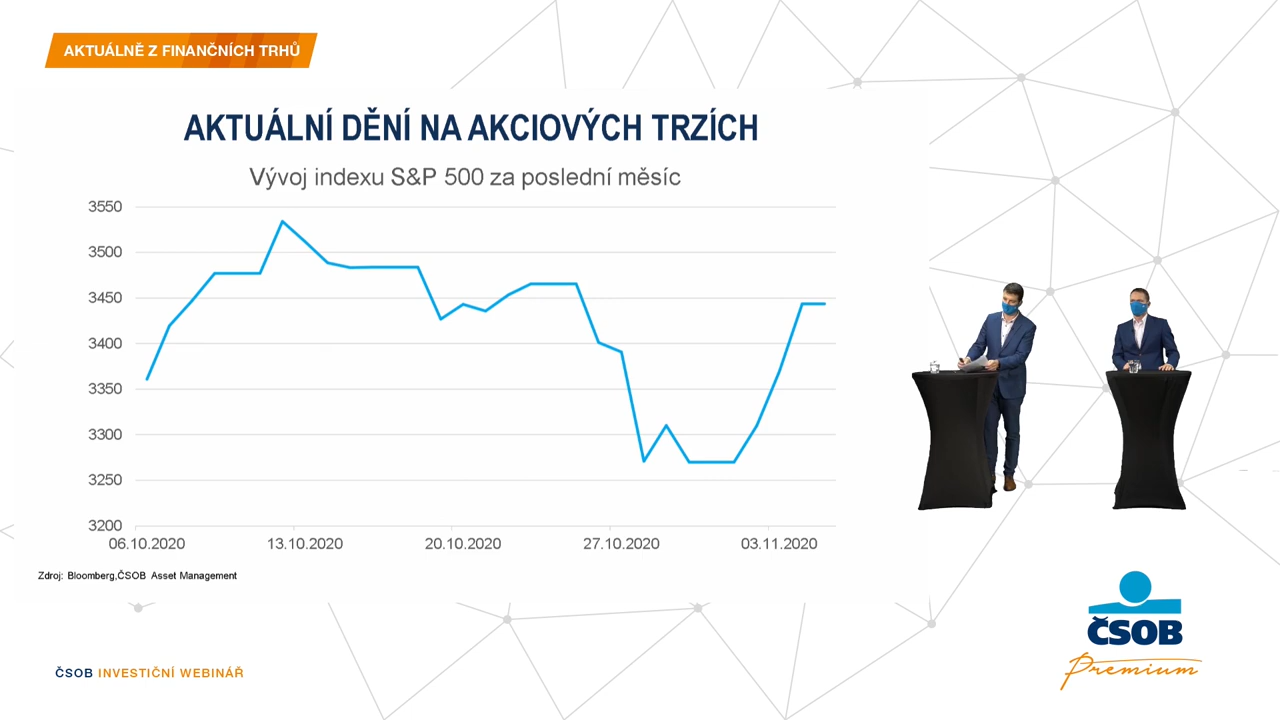 AKTUÁLNĚ Z FINANČNÍCH TRHŮ
AKTUÁLNÍ DĚNÍ NA AKCIOVÝCH TRZÍCH
Vývoj indexu S&P 500 za poslední měsíc
3550
3500
3450
3400
3350
3300
3250
3200
06.10.2020 13.10.2020 20.10.2020 27.10.2020 03.11.2020
Zdroj: Bloomberg,ČSOB Asset Management
ČSOB INVESTIČNÍ WEBINÁŘ
ČSOB
Premium